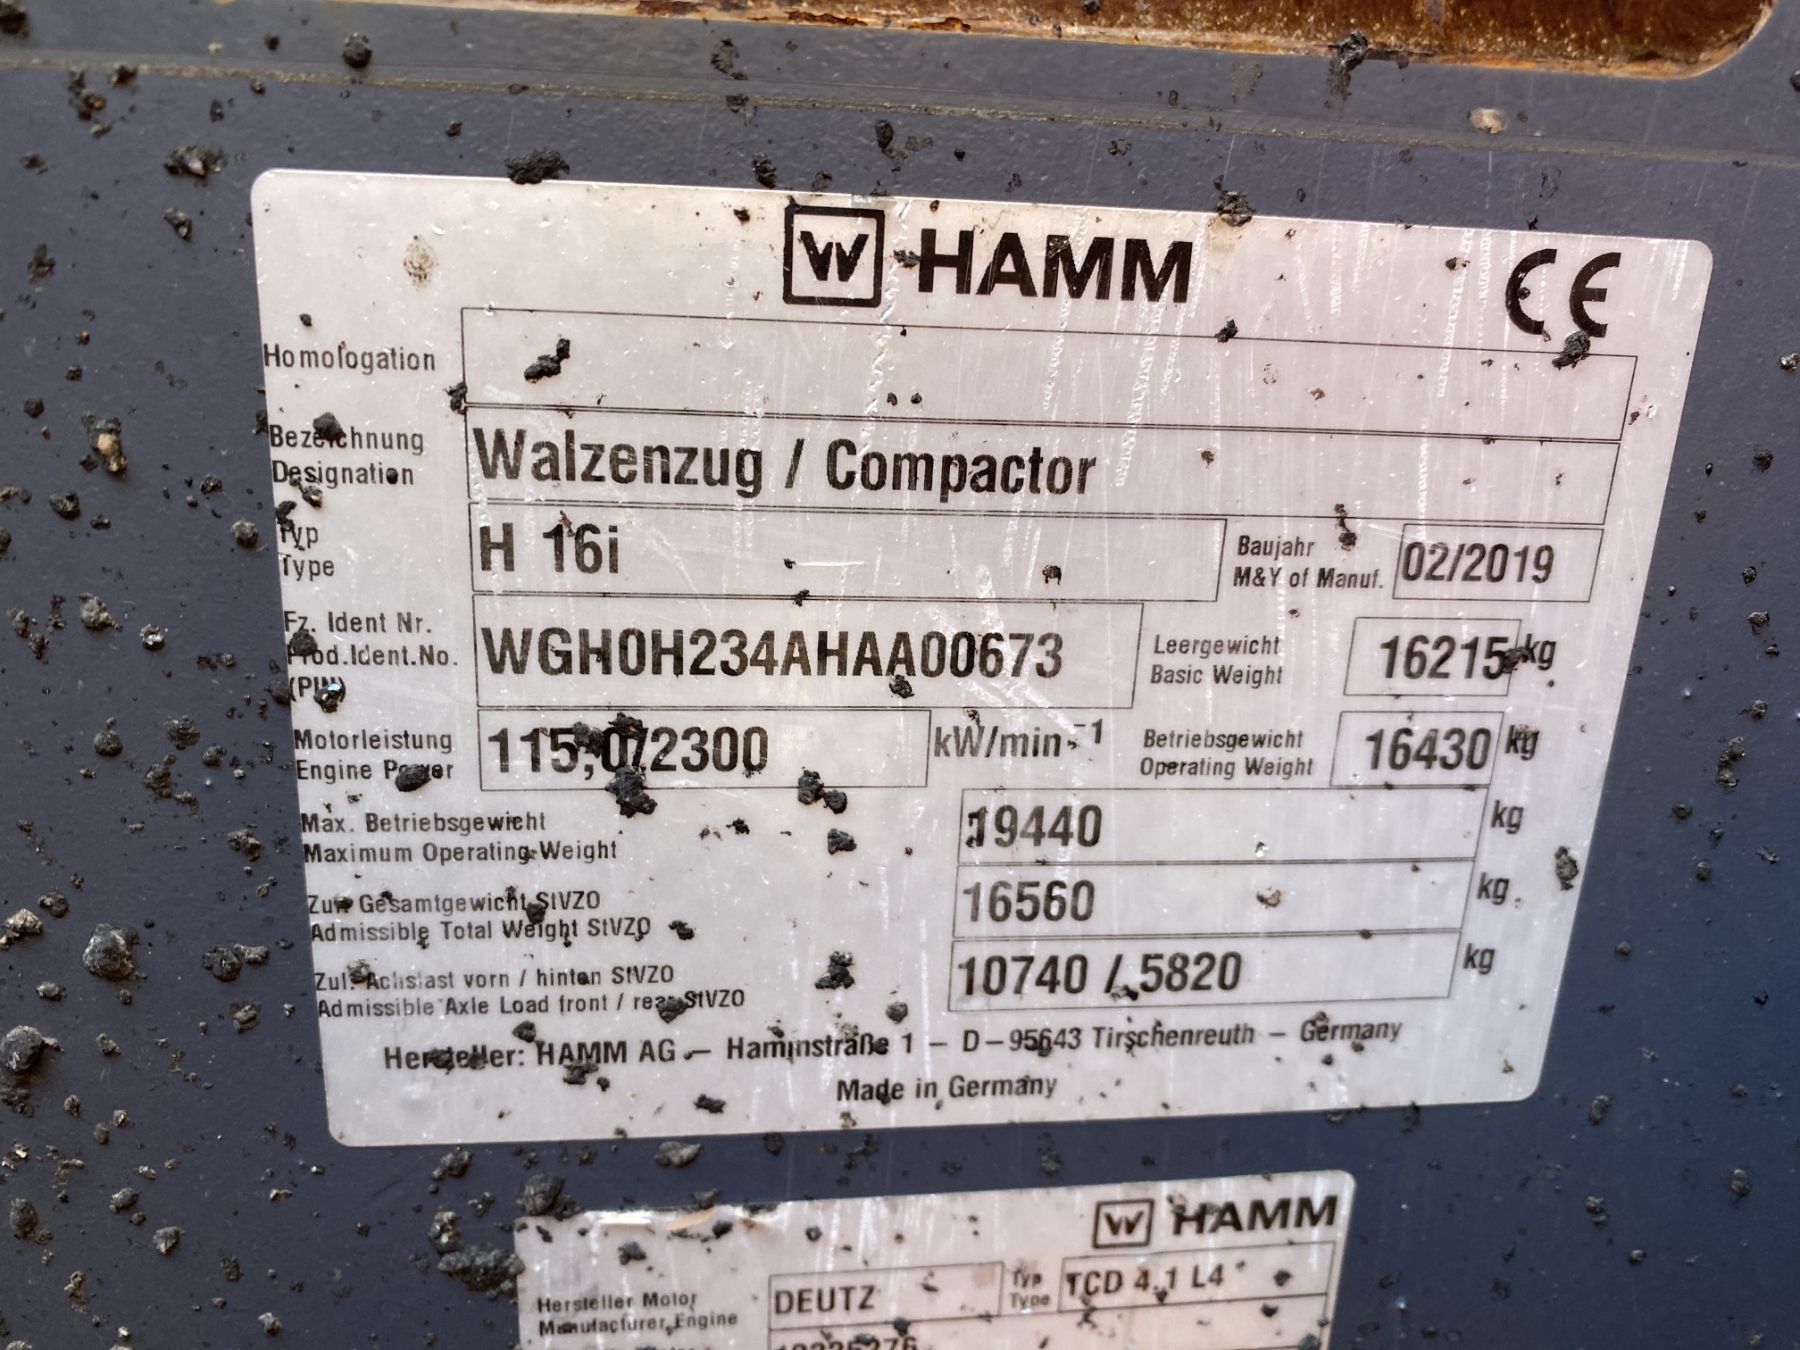 W HAMM CE
Homologation
Bezeichnung
Designation
Walzenzug / Compactor
Typ
Type
H 16i
Baujahr
M&Y of Manuf.
02/2019
Fz. Ident Nr.
Prod.Ident.No.
(PIN)
WGH0H234AHAA00673
Leergewicht
Basic Weight
16215 kg
Motorleistung
Engine Power
115,0/2300 kW/min⁻¹
Betriebsgewicht
Operating Weight
16430 kg
Max. Betriebsgewicht
Maximum Operating Weight
19440 kg
Zul. Gesamtgewicht StVZO
Admissible Total Weight StVZO
16560 kg
Zul. Achslast vorn / hinten StVZO
Admissible Axle Load front / rear StVZO
10740 / 5820 kg
Hersteller: HAMM AG – Hammstraße 1 – D–95643 Tirschenreuth – Germany
Made in Germany
W HAMM
Hersteller Motor
Manufacturer Engine
DEUTZ
Typ
Type
TCD 4.1 L4